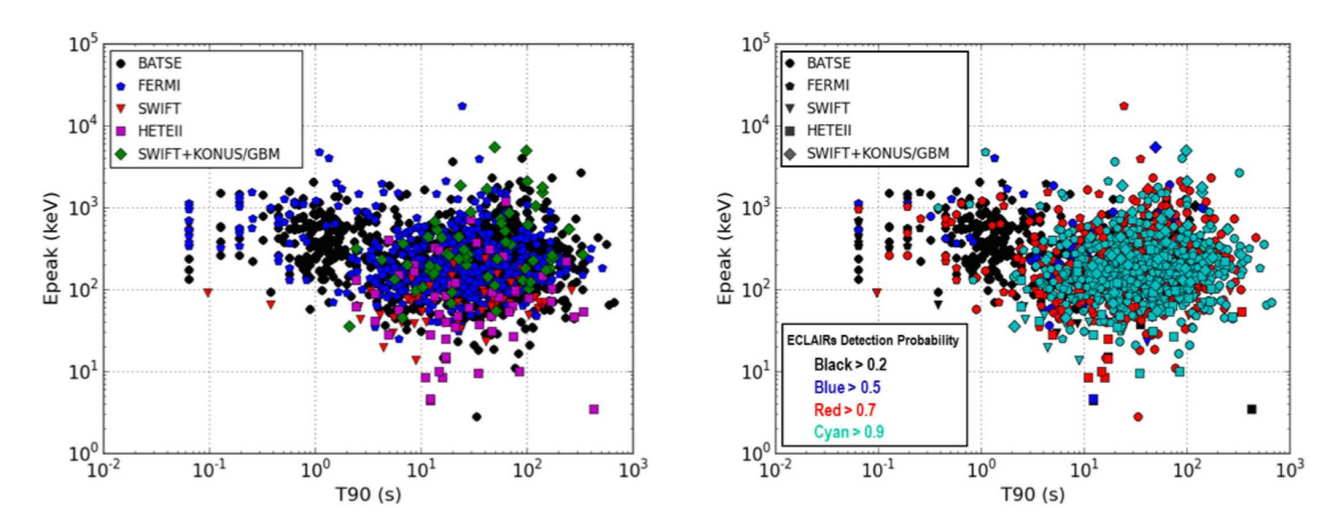 10^5
10^4
10^3
10^2
10^1
10^0
Epeak (keV)
BATSE
FERMI
SWIFT
HETEII
SWIFT+KONUS/GBM
10^-2
10^-1
10^0
10^1
10^2
10^3
T90 (s)
10^5
10^4
10^3
10^2
10^1
10^0
Epeak (keV)
BATSE
FERMI
SWIFT
HETEII
SWIFT+KONUS/GBM
ECLAIRs Detection Probability
Black > 0.2
Blue > 0.5
Red > 0.7
Cyan > 0.9
10^-2
10^-1
10^0
10^1
10^2
10^3
T90 (s)